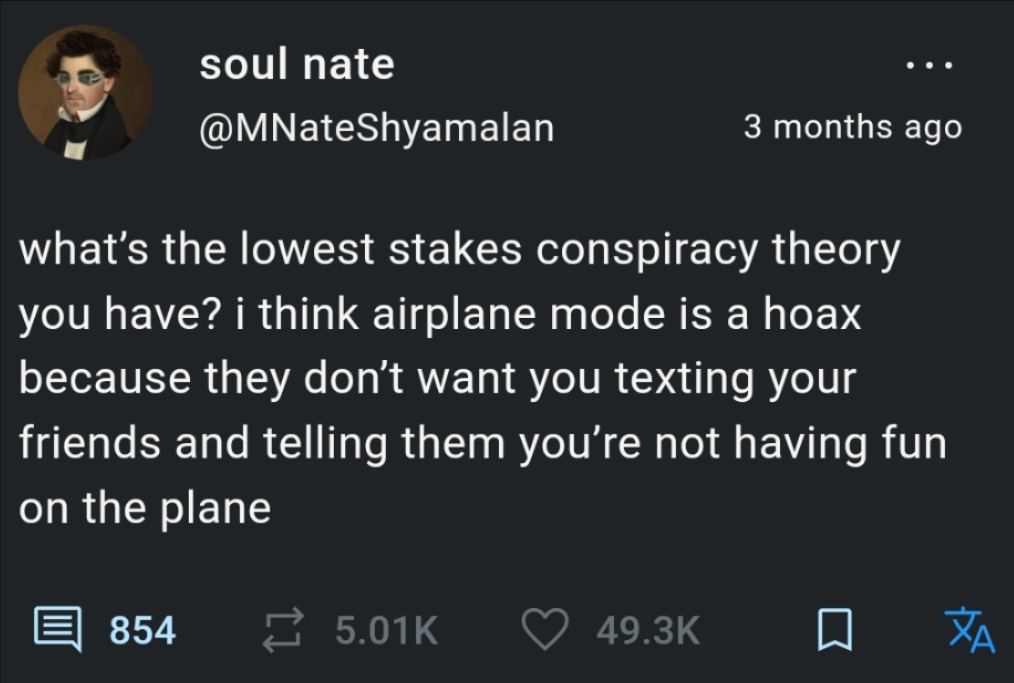 soul nate
...
@MNateShyamalan
3 months ago
what’s the lowest stakes conspiracy theory
you have? i think airplane mode is a hoax
because they don’t want you texting your
friends and telling them you’re not having fun
on the plane
854 5.01K 49.3K